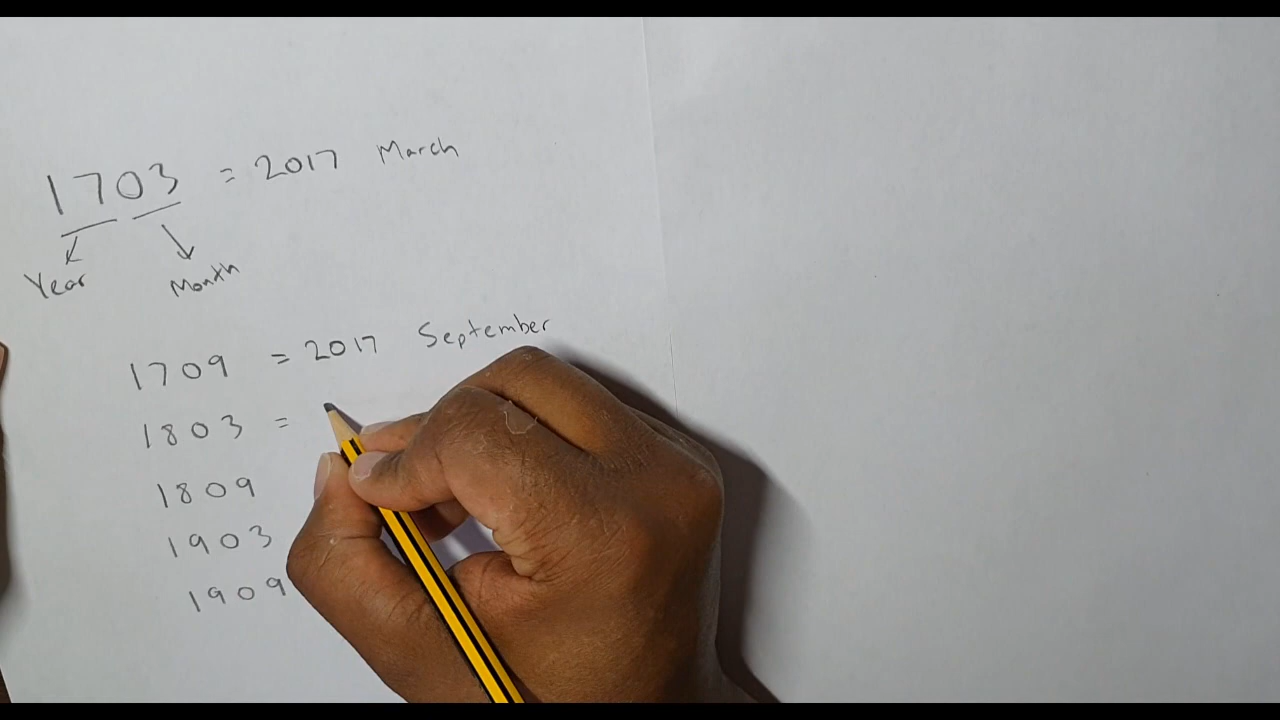 1703 = 2017 March
Year Month
1709 = 2017 September
1803 =
1809
1903
1909